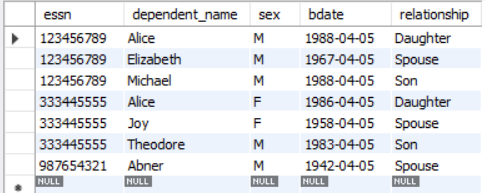 essn dependent_name sex bdate relationship
123456789 Alice M 1988-04-05 Daughter
123456789 Elizabeth M 1967-04-05 Spouse
123456789 Michael M 1988-04-05 Son
333445555 Alice F 1986-04-05 Daughter
333445555 Joy F 1958-04-05 Spouse
333445555 Theodore M 1983-04-05 Son
987654321 Abner M 1942-04-05 Spouse
NULL NULL NULL NULL NULL